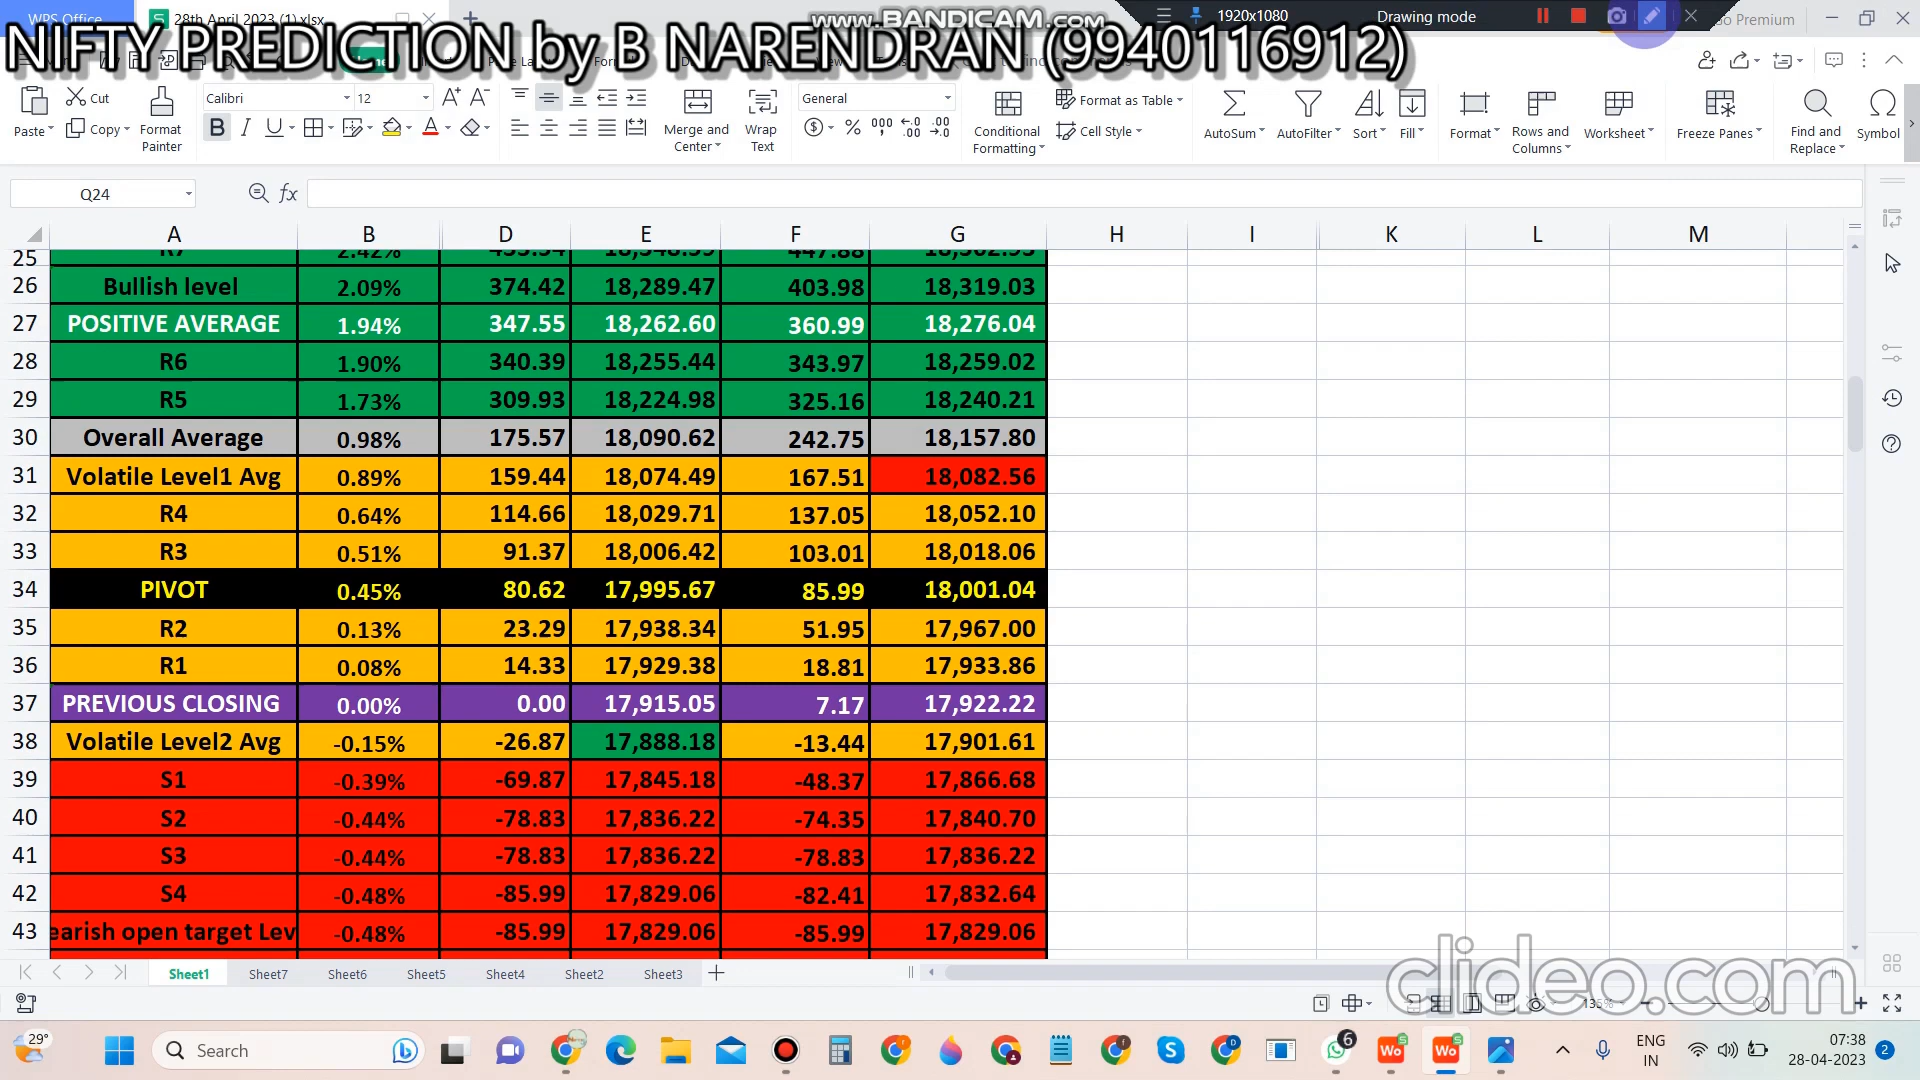 WPS Office
28th April 2023 (1).xlsx
www.BANDICAM.com
1920x1080
Drawing mode
Premium
NIFTY PREDICTION by B NARENDRAN (9940116912)
Paste
Cut
Copy
Format Painter
Calibri
12
Merge and Center
Wrap Text
General
Conditional Formatting
Format as Table
Cell Style
AutoSum
AutoFilter
Sort
Fill
Format
Rows and Columns
Worksheet
Freeze Panes
Find and Replace
Symbol
Q24
A B D E F G H I K L M
25 R7 2.42% 447.88
26 Bullish level 2.09% 374.42 18,289.47 403.98 18,319.03
27 POSITIVE AVERAGE 1.94% 347.55 18,262.60 360.99 18,276.04
28 R6 1.90% 340.39 18,255.44 343.97 18,259.02
29 R5 1.73% 309.93 18,224.98 325.16 18,240.21
30 Overall Average 0.98% 175.57 18,090.62 242.75 18,157.80
31 Volatile Level1 Avg 0.89% 159.44 18,074.49 167.51 18,082.56
32 R4 0.64% 114.66 18,029.71 137.05 18,052.10
33 R3 0.51% 91.37 18,006.42 103.01 18,018.06
34 PIVOT 0.45% 80.62 17,995.67 85.99 18,001.04
35 R2 0.13% 23.29 17,938.34 51.95 17,967.00
36 R1 0.08% 14.33 17,929.38 18.81 17,933.86
37 PREVIOUS CLOSING 0.00% 0.00 17,915.05 7.17 17,922.22
38 Volatile Level2 Avg -0.15% -26.87 17,888.18 -13.44 17,901.61
39 S1 -0.39% -69.87 17,845.18 -48.37 17,866.68
40 S2 -0.44% -78.83 17,836.22 -74.35 17,840.70
41 S3 -0.44% -78.83 17,836.22 -78.83 17,836.22
42 S4 -0.48% -85.99 17,829.06 -82.41 17,832.64
43 earish open target Lev -0.48% -85.99 17,829.06 -85.99 17,829.06
Sheet1 Sheet7 Sheet6 Sheet5 Sheet4 Sheet2 Sheet3
clideo.com
135%
29°
Search
6
ENG
IN
07:38
28-04-2023
2